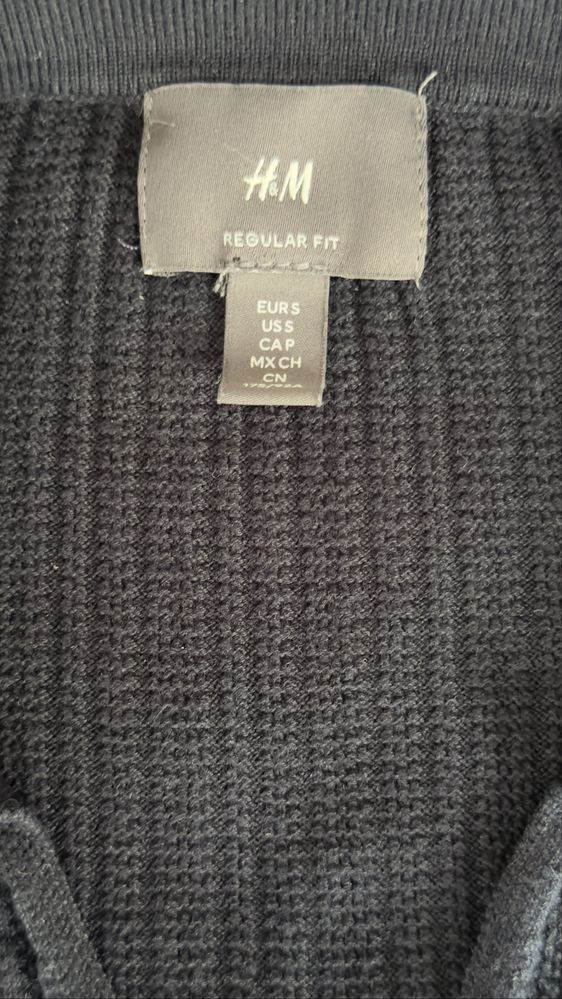 H&M
REGULAR FIT
EUR S
US S
CA P
MX CH
CN